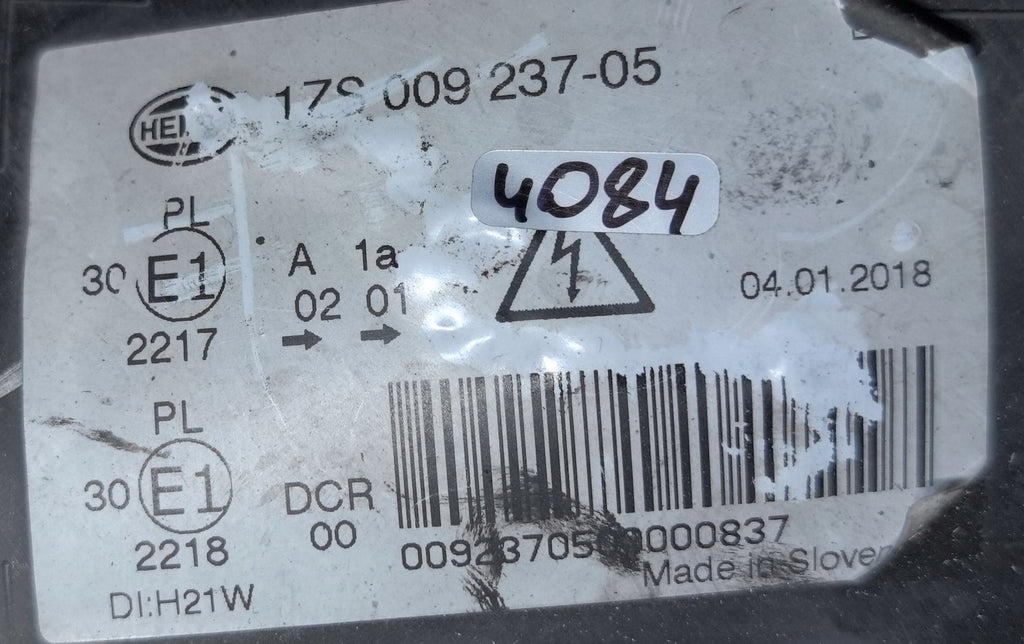 1ZS 009 237-05
4084
PL
30 E1 A 1a
02 01
2217
04.01.2018
PL
30 E1 DCR
00
2218
DI:H21W
Made in